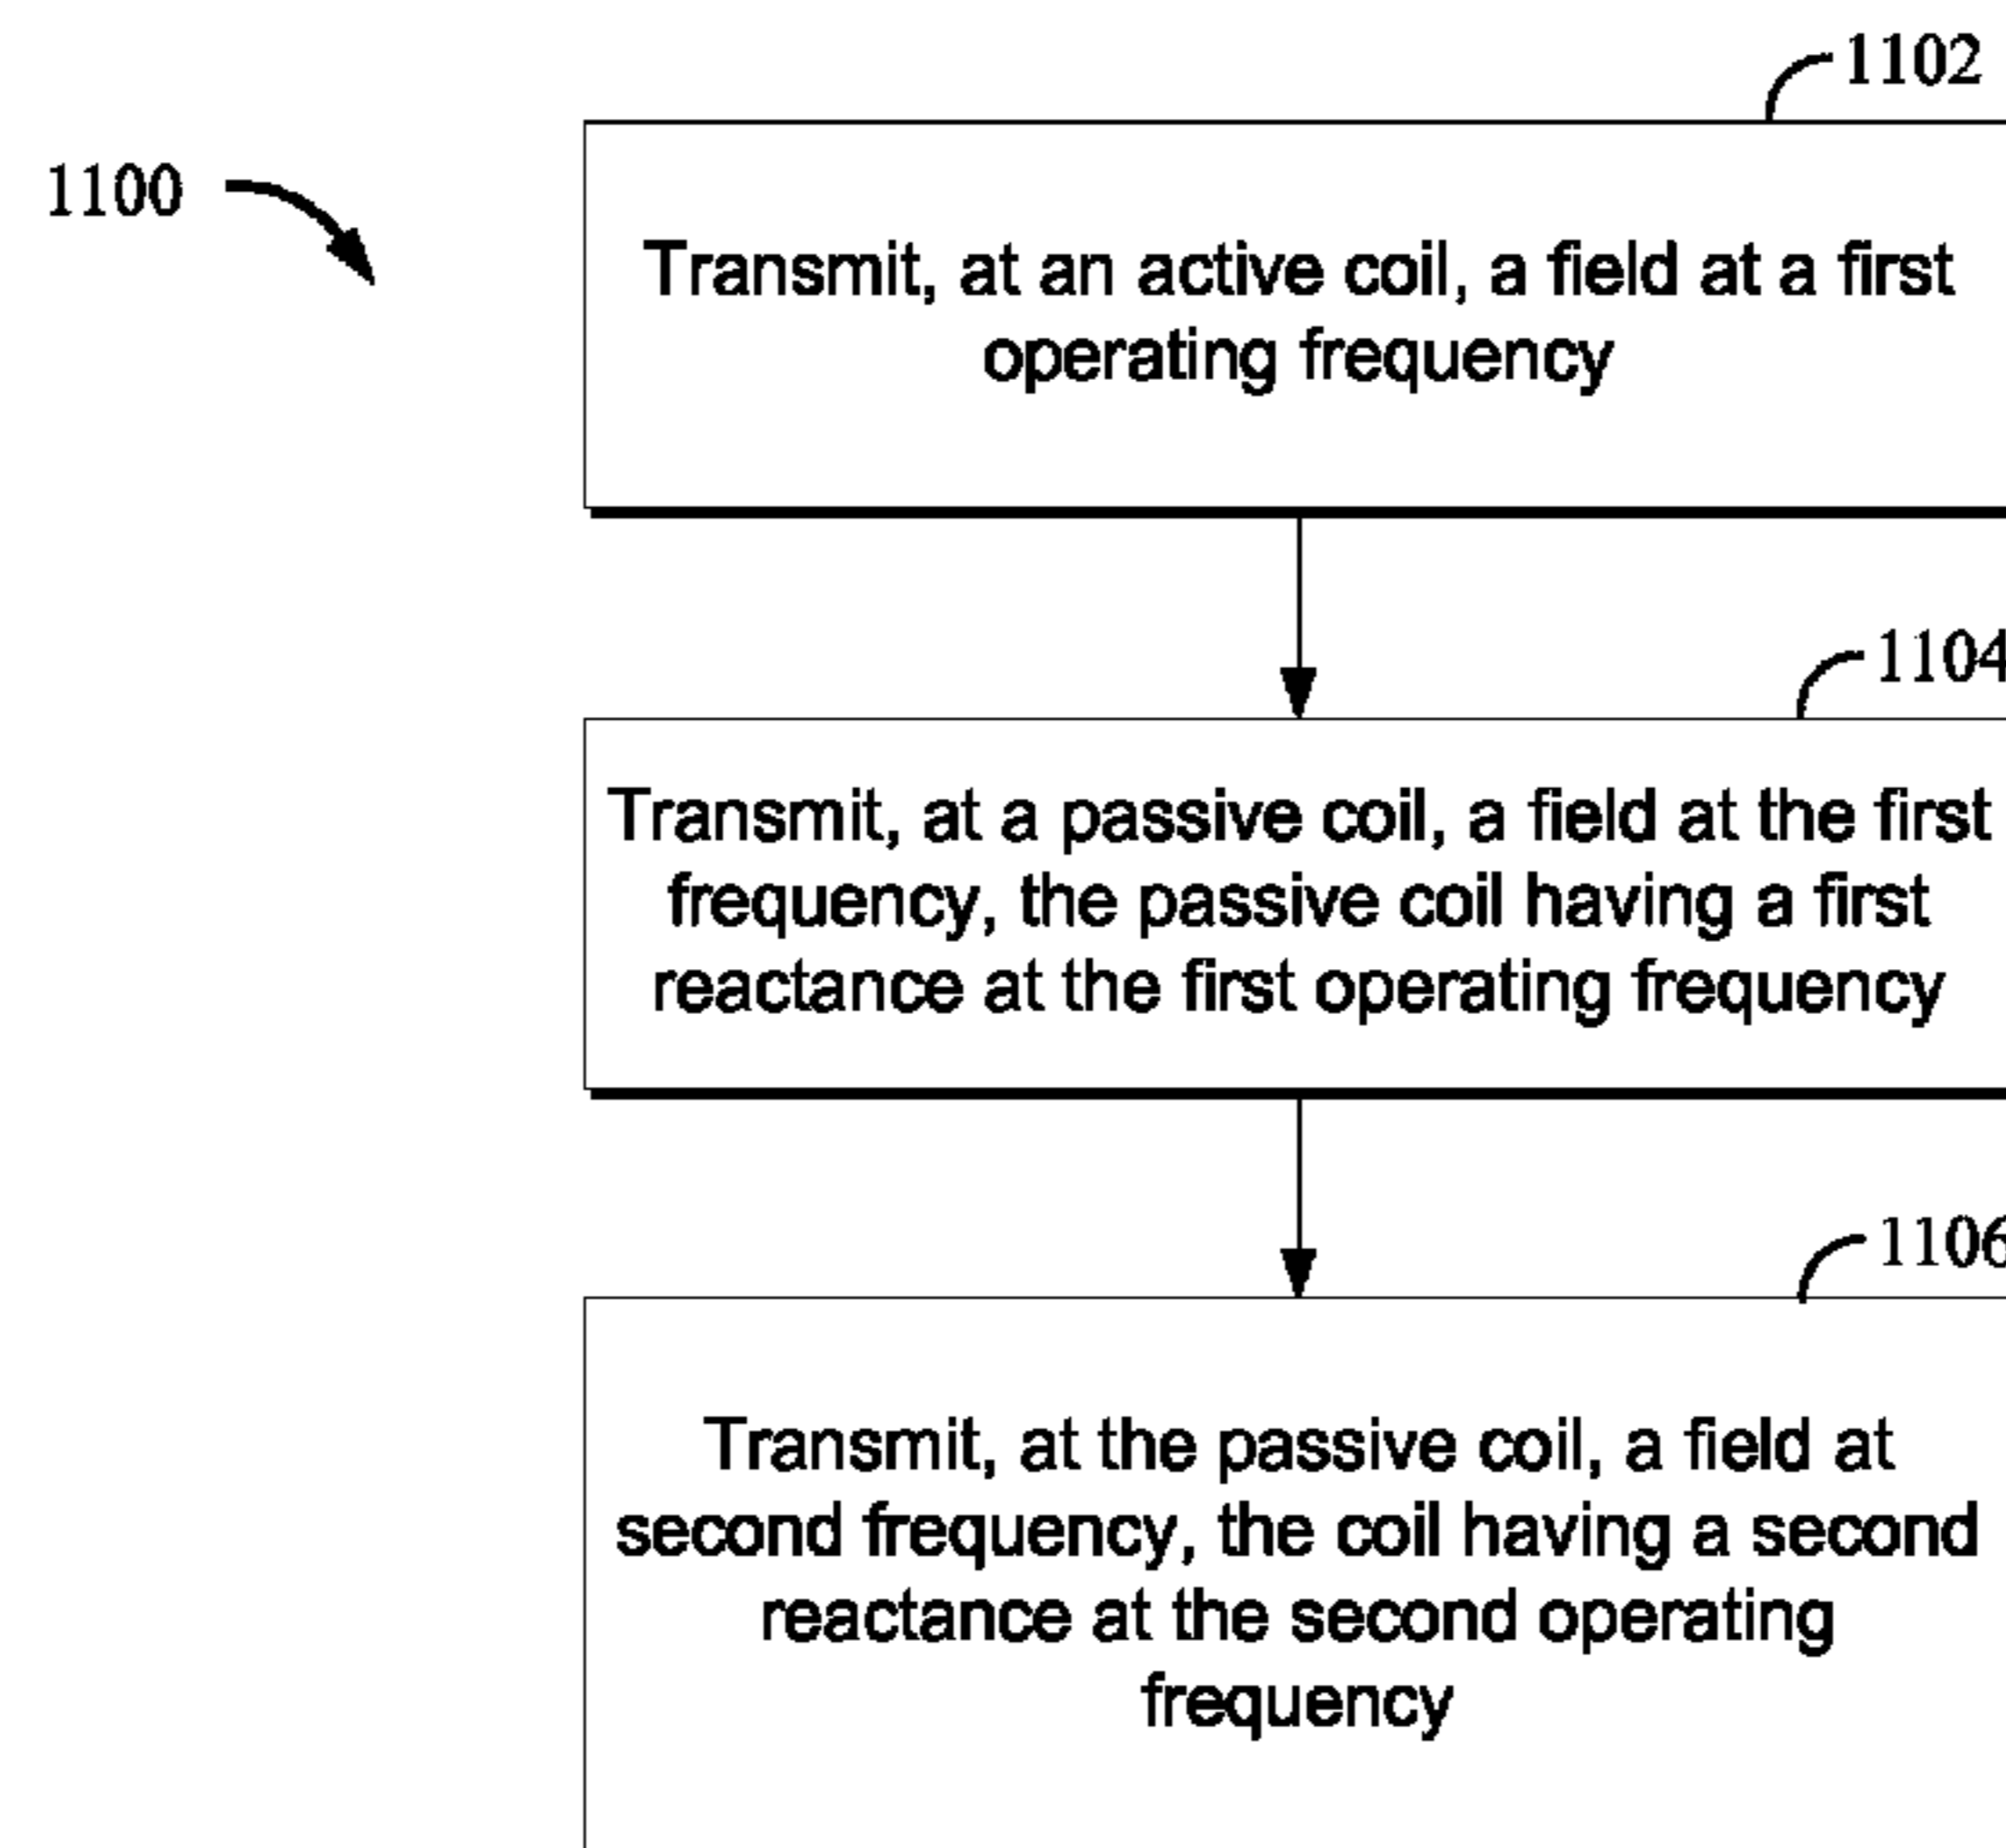 1102
1100
Transmit, at an active coil, a field at a first
operating frequency
1104
Transmit, at a passive coil, a field at the first
frequency, the passive coil having a first
reactance at the first operating frequency
1106
Transmit, at the passive coil, a field at
second frequency, the coil having a second
reactance at the second operating
frequency